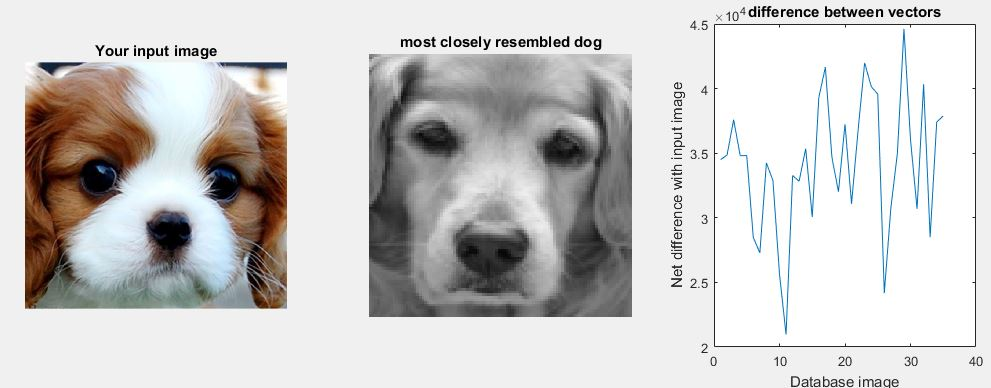 Your input image
most closely resembled dog
×10⁴ difference between vectors
Net difference with input image
4.5
4
3.5
3
2.5
2
0
10
20
30
40
Database image